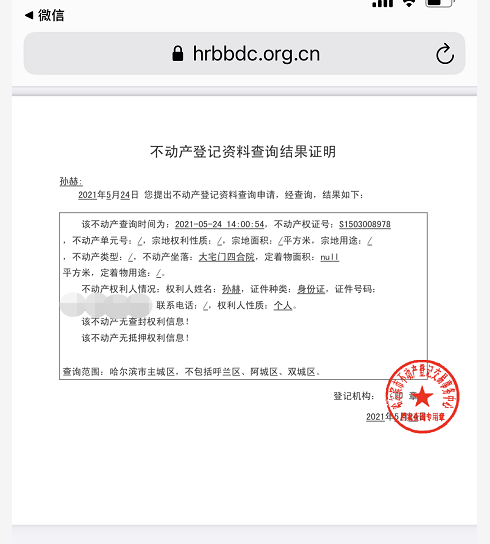 微信
hrbbdc.org.cn
不动产登记资料查询结果证明
孙赫:
2021年5月24日 您提出不动产登记资料查询申请，经查询，结果如下:
该不动产查询时间为: 2021-05-24 14:00:54，不动产权证号: S1503008978
，不动产单元号: /，宗地权利性质: /，宗地面积: /平方米，宗地用途: /
，不动产类型: /，不动产坐落: 大宅门四合院，定着物面积: null
平方米，定着物用途: /。
不动产权利人情况: 权利人姓名: 孙赫，证件种类: 身份证，证件号码:
联系电话: /，权利人性质: 个人。
该不动产无查封权利信息!
该不动产无抵押权利信息!
查询范围: 哈尔滨市主城区，不包括呼兰区、阿城区、双城区。
登记机构: 印 章
2021年5月